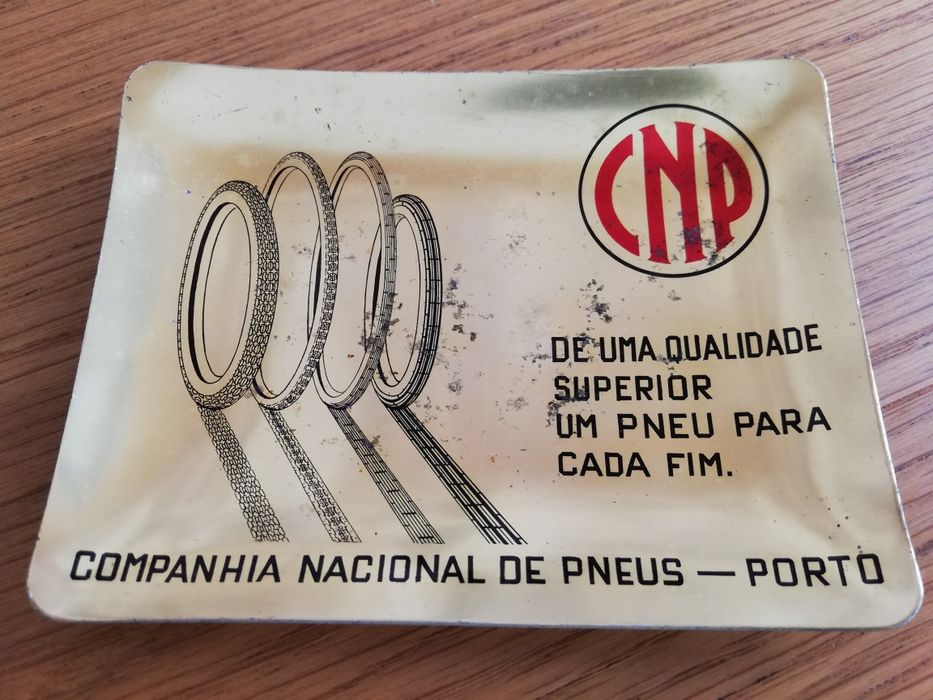 CNP
DE UMA QUALIDADE
SUPERIOR
UM PNEU PARA
CADA FIM.
COMPANHIA NACIONAL DE PNEUS — PORTO